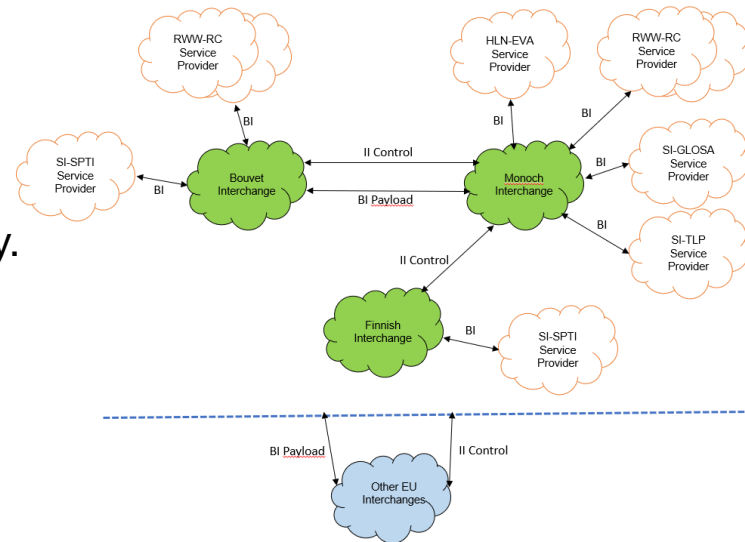 RWW-RC
Service
Provider
HLN-EVA
Service
Provider
RWW-RC
Service
Provider
BI
BI
BI
SI-SPTI
Service
Provider
BI
Bouvet
Interchange
II Control
BI Payload
Monoch
Interchange
BI
SI-GLOSA
Service
Provider
y.
BI
SI-TLP
Service
Provider
II Control
Finnish
Interchange
BI
SI-SPTI
Service
Provider
BI Payload
II Control
Other EU
Interchanges